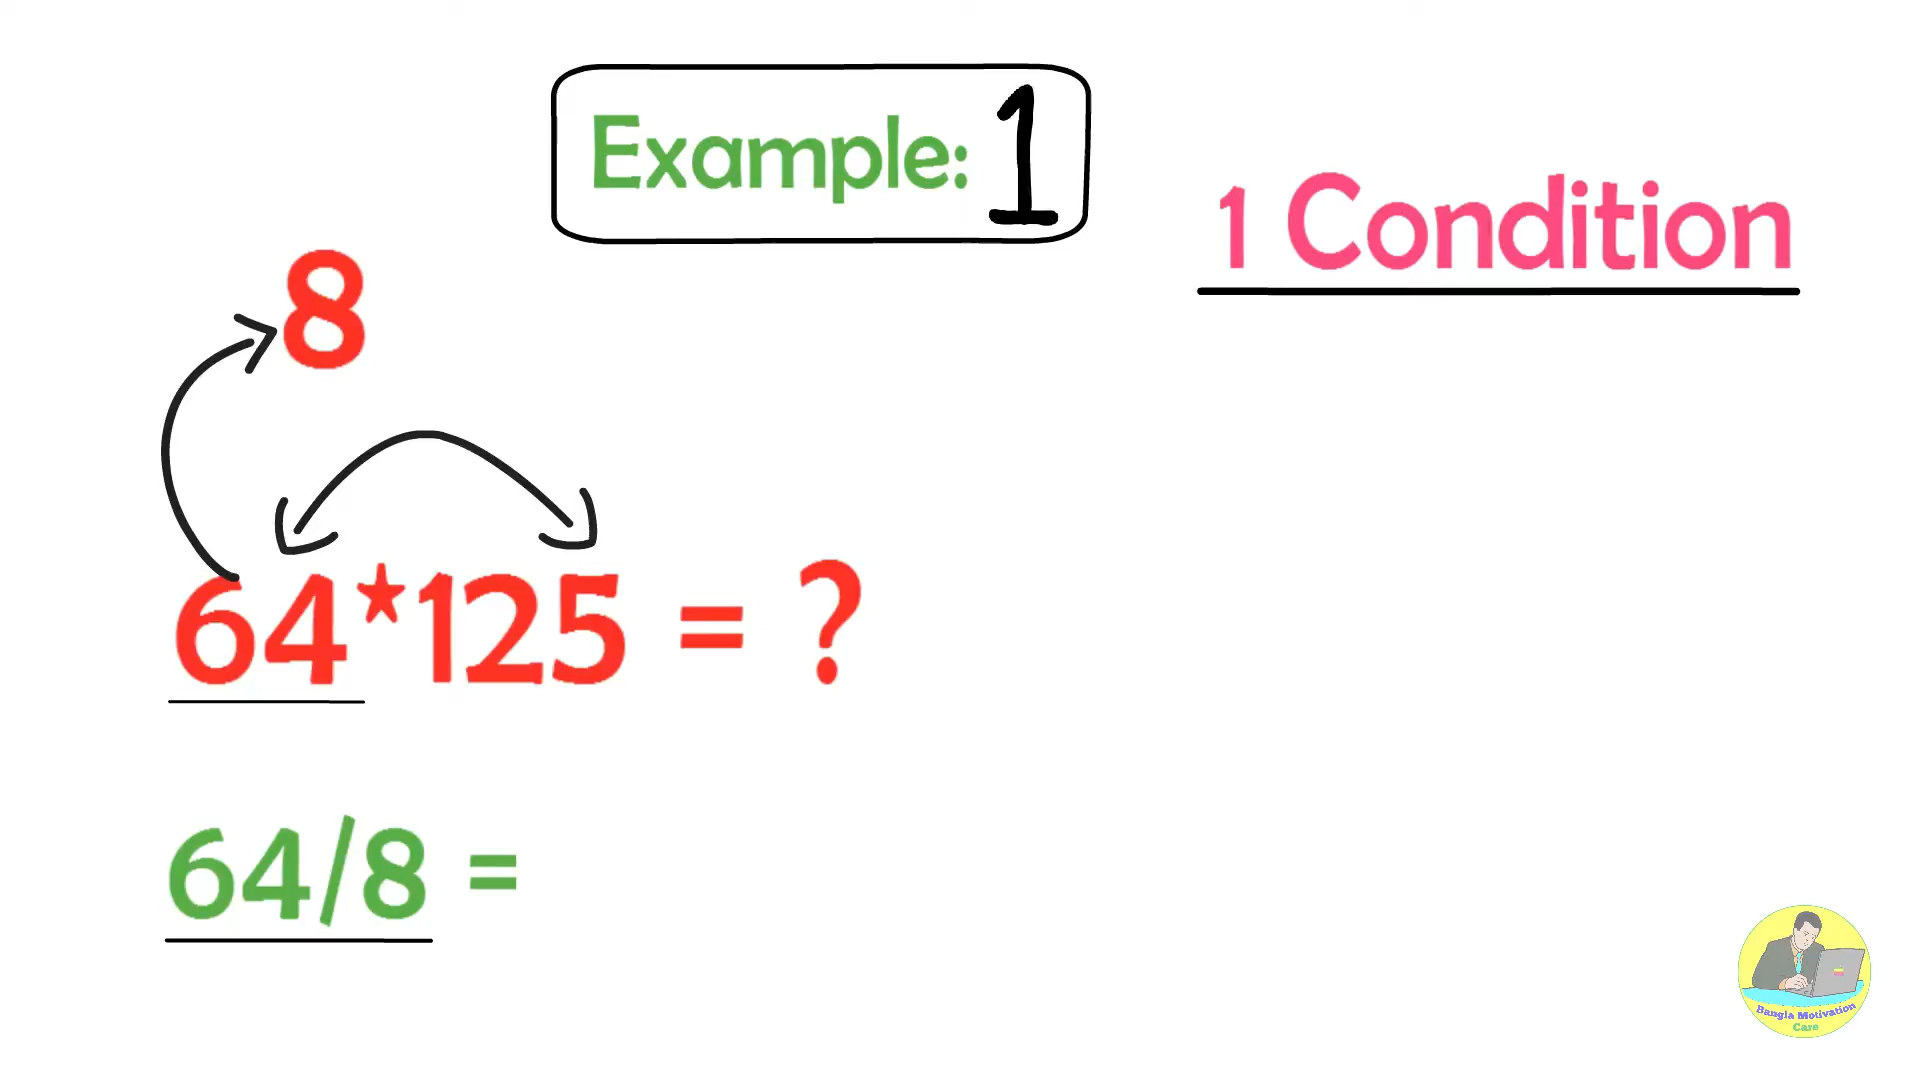 Example: 1
1 Condition
8
64*125 = ?
64/8 =
Bangla Motivation
Care